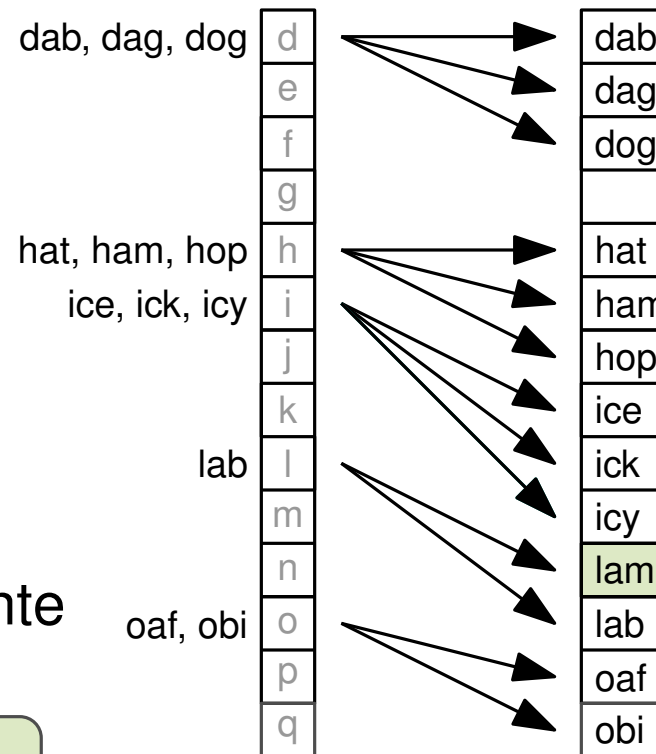 dab, dag, dog d dab
e dag
f dog
g
hat, ham, hop h hat
ice, ick, icy i ham
j hop
k ice
lab l ick
m icy
n lam
oaf, obi o lab
p oaf
q obi